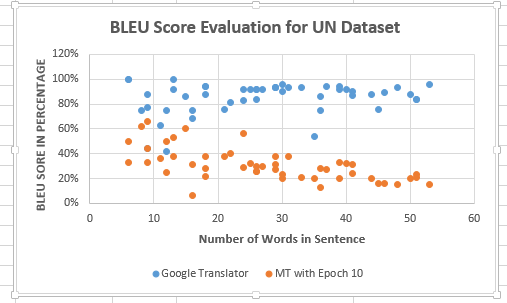 BLEU Score Evaluation for UN Dataset
120%
100%
80%
60%
40%
20%
0%
BLEU SORE IN PERCENTAGE
0 10 20 30 40 50 60
Number of Words in Sentence
Google Translator MT with Epoch 10